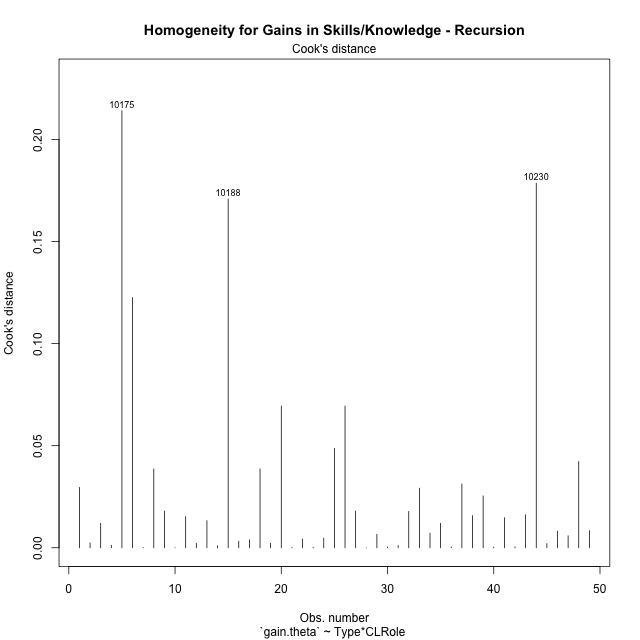 Homogeneity for Gains in Skills/Knowledge - Recursion
Cook's distance
10175
10230
10188
Cook's distance
0.20
0.15
0.10
0.05
0.00
0 10 20 30 40 50
Obs. number
`gain.theta` ~ Type*CLRole